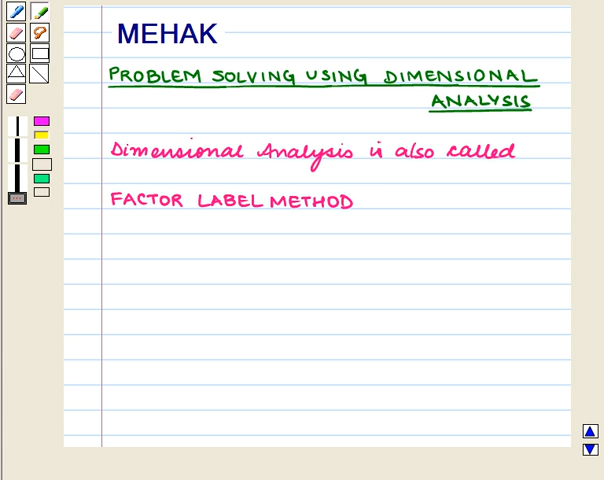 MEHAK
PROBLEM SOLVING USING DIMENSIONAL
ANALYSIS
Dimensional Analysis is also called
FACTOR LABEL METHOD